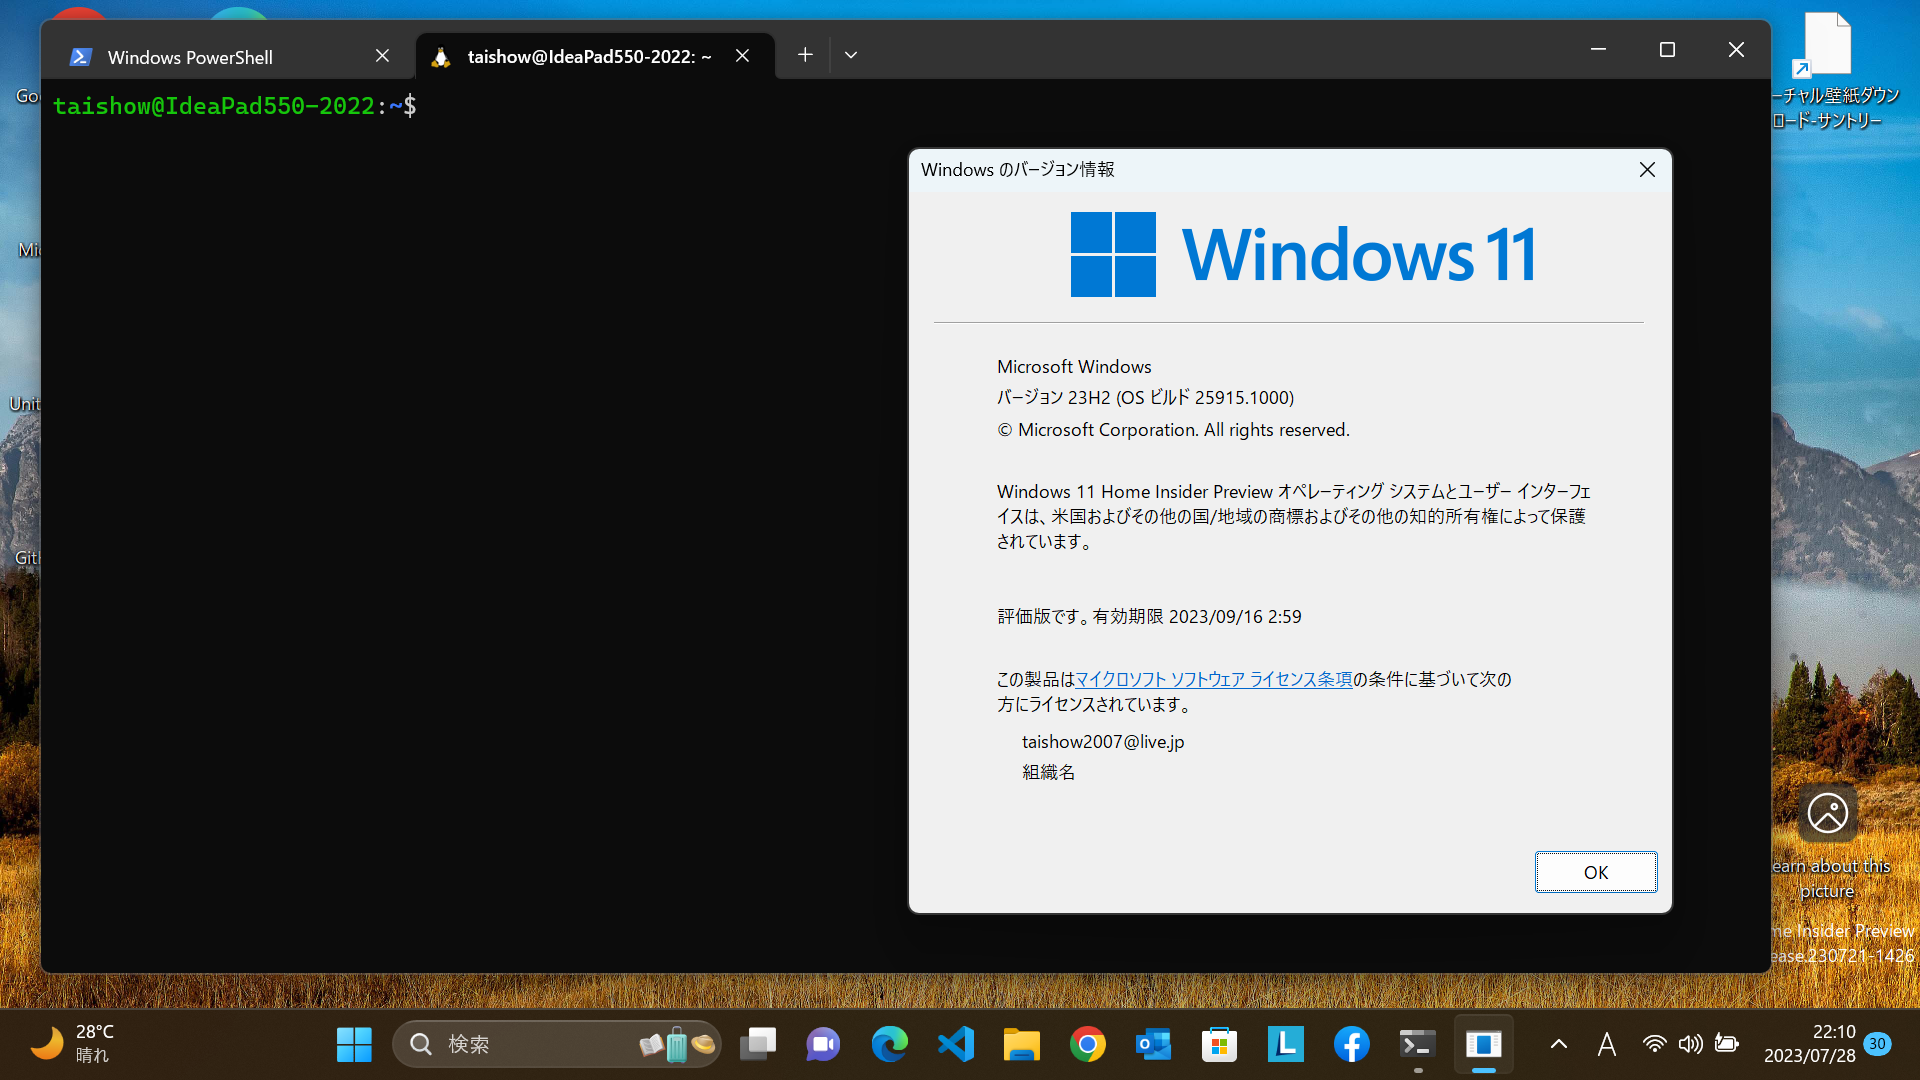 Windows PowerShell
taishow@IdeaPad550-2022: ~
taishow@IdeaPad550-2022:~$
Windows のバージョン情報
Windows 11
Microsoft Windows
バージョン 23H2 (OS ビルド 25915.1000)
© Microsoft Corporation. All rights reserved.
Windows 11 Home Insider Preview オペレーティング システムとユーザー インターフェ
イスは、米国およびその他の国/地域の商標およびその他の知的所有権によって保護
されています。
評価版です。有効期限 2023/09/16 2:59
この製品はマイクロソフト ソフトウェア ライセンス条項の条件に基づいて次の
方にライセンスされています。
taishow2007@live.jp
組織名
OK
ーチャル壁紙ダウン
ロード-サントリー
earn about this
picture
me Insider Preview
ease.230721-1426
28°C
晴れ
検索
A
22:10
2023/07/28
30